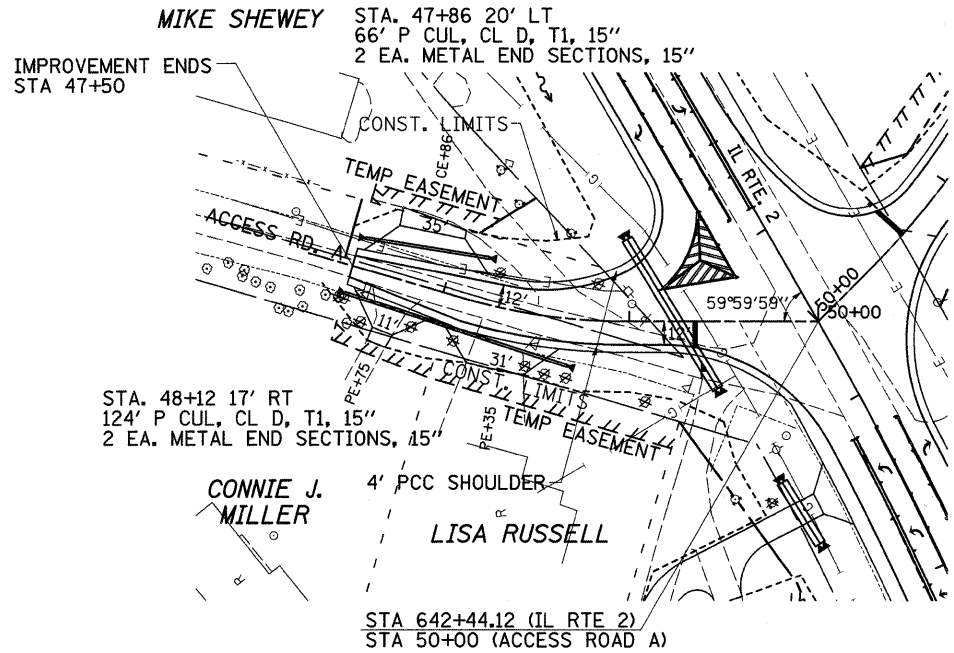 MIKE SHEWEY
STA. 47+86 20' LT
66' P CUL, CL D, T1, 15"
2 EA. METAL END SECTIONS, 15"
IMPROVEMENT ENDS
STA 47+50
CONST. LIMITS
CE+86
TEMP EASEMENT
35'
IL RTE. 2
ACCESS RD. A
12'
59°59'59"
50+00
50+00
12'
11'
31'
CONST. LIMITS
PE+75
TEMP EASEMENT
PE+35
STA. 48+12 17' RT
124' P CUL, CL D, T1, 15"
2 EA. METAL END SECTIONS, 15"
4' PCC SHOULDER
CONNIE J.
MILLER
LISA RUSSELL
R
R
STA 642+44.12 (IL RTE 2)
STA 50+00 (ACCESS ROAD A)